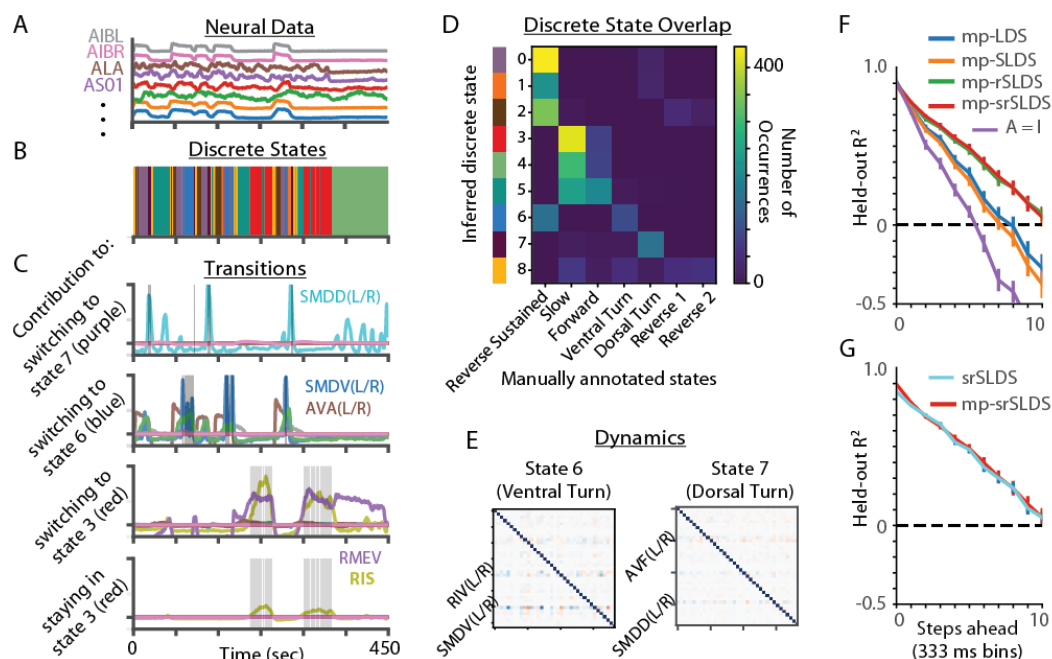 A
Neural Data
AIBL
AIBR
ALA
AS01
B
Discrete States
C
Transitions
Contribution to:
switching to
state 7 (purple)
SMDD(L/R)
switching to
state 6 (blue)
SMDV(L/R)
AVA(L/R)
switching to
state 3 (red)
staying in
state 3 (red)
RMEV
RIS
0
Time (sec)
450
D
Discrete State Overlap
Inferred discrete state
0
1
2
3
4
5
6
7
8
400
0
Number of
Occurrences
Reverse Sustained
Slow
Forward
Ventral Turn
Dorsal Turn
Reverse 1
Reverse 2
Manually annotated states
E
Dynamics
State 6
(Ventral Turn)
RIV(L/R)
SMDV(L/R)
State 7
(Dorsal Turn)
AVF(L/R)
SMDD(L/R)
F
mp-LDS
mp-SLDS
mp-rSLDS
mp-srSLDS
A = I
1.0
Held-out R²
0
-0.5
0
10
G
srSLDS
mp-srSLDS
1.0
Held-out R²
0
-0.5
0
10
Steps ahead
(333 ms bins)